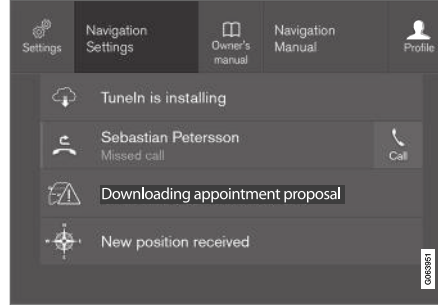 Settings
Navigation
Settings
Owner's
manual
Navigation
Manual
Profile
TuneIn is installing
Sebastian Petersson
Missed call
Call
Downloading appointment proposal
New position received
G063951